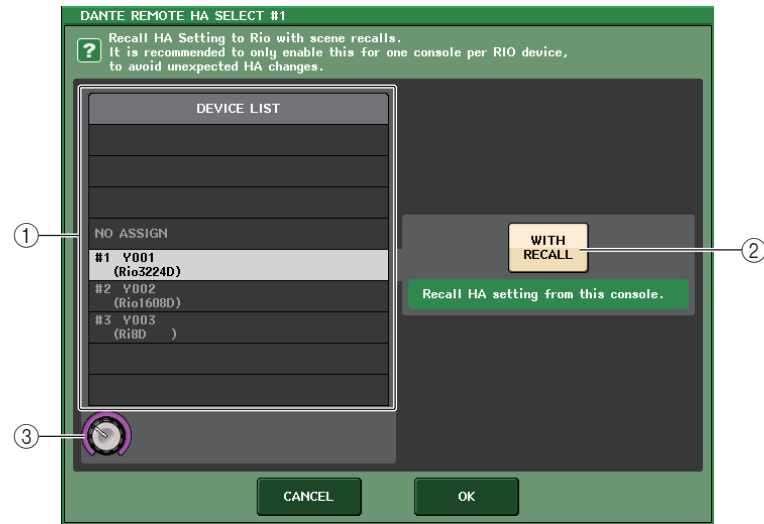 DANTE REMOTE HA SELECT #1
?
Recall HA Setting to Rio with scene recalls.
It is recommended to only enable this for one console per RIO device,
to avoid unexpected HA changes.
DEVICE LIST
NO ASSIGN
#1 Y001
(Rio3224D)
#2 Y002
(Rio1608D)
#3 Y003
(Ri8D )
WITH
RECALL
Recall HA setting from this console.
CANCEL
OK
①
②
③